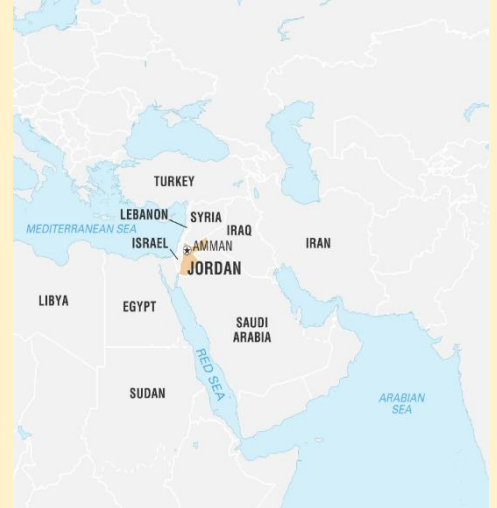 TURKEY
LEBANON
SYRIA
MEDITERRANEAN SEA
IRAQ
ISRAEL
AMMAN
IRAN
JORDAN
LIBYA
EGYPT
SAUDI
ARABIA
RED SEA
SUDAN
ARABIAN
SEA